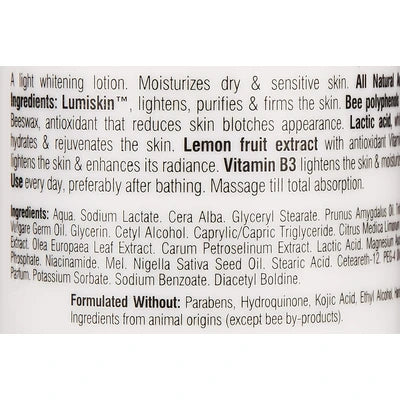 A light whitening lotion. Moisturizes dry & sensitive skin. All Natural
Ingredients: Lumiskin™, lightens, purifies & firms the skin. Bee
Beeswax, antioxidant that reduces skin blotches appearance. Lactic acid,
hydrates & rejuvenates the skin. Lemon fruit extract with antioxidant
lightens the skin & enhances its radiance. Vitamin B3 lightens the skin &
Use every day, preferably after bathing. Massage till total absorption.
Ingredients: Aqua. Sodium Lactate. Cera Alba. Glyceryl Stearate. Prunus Amygdalus Oil.
Vulgare Germ Oil. Glycerin. Cetyl Alcohol. Caprylic/Capric Triglyceride. Citrus Medica
Extract. Olea Europaea Leaf Extract. Carum Petroselinum Extract. Lactic Acid. Magnesium
Phosphate. Niacinamide. Mel. Nigella Sativa Seed Oil. Stearic Acid. Ceteareth-12.
Parfum. Potassium Sorbate. Sodium Benzoate. Diacetyl Boldine.
Formulated Without: Parabens, Hydroquinone, Kojic Acid, Ethyl Alcohol
Ingredients from animal origins (except bee by-products).